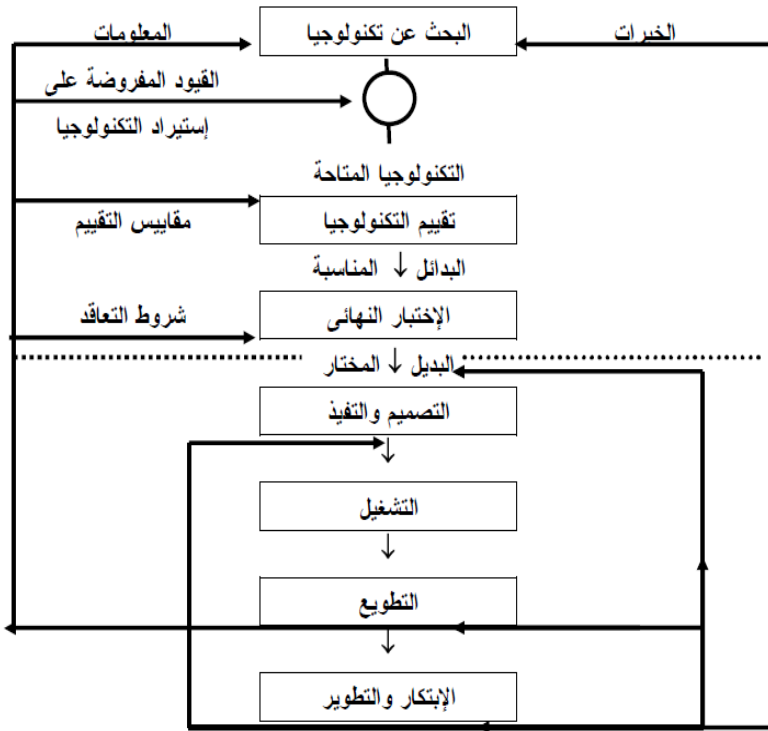 المعلومات
البحث عن تكنولوجيا
الخبرات
القيود المفروضة على
إستيراد التكنولوجيا
التكنولوجيا المتاحة
مقاييس التقييم
تقييم التكنولوجيا
البدائل ↓ المناسبة
شروط التعاقد
الإختبار النهائى
البديل ↓ المختار
التصميم والتفيذ
التشغيل
التطويع
الإبتكار والتطوير